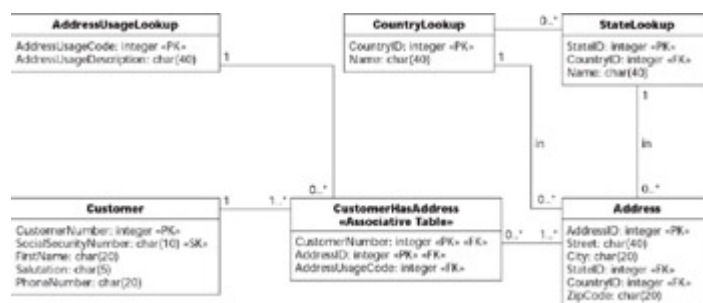 AddressUsageLookup
AddressUsageCode: integer «PK»
AddressUsageDescription: char(40)
1
CountryLookup
CountryID: integer «PK»
Name: char(40)
0..*
1
StateLookup
StateID: integer «PK»
CountryID: integer «FK»
Name: char(40)
1
in
in
0..*
0..*
0..*
Customer
CustomerNumber: integer «PK»
SocialSecurityNumber: char(10) «SK»
FirstName: char(20)
Salutation: char(5)
PhoneNumber: char(20)
1
1..*
CustomerHasAddress
«Associative Table»
CustomerNumber: integer «PK» «FK»
AddressID: integer «PK» «FK»
AddressUsageCode: integer «FK»
0..*
1..*
Address
AddressID: integer «PK»
Street: char(40)
City: char(20)
StateID: integer «FK»
CountryID: integer «FK»
ZipCode: char(20)